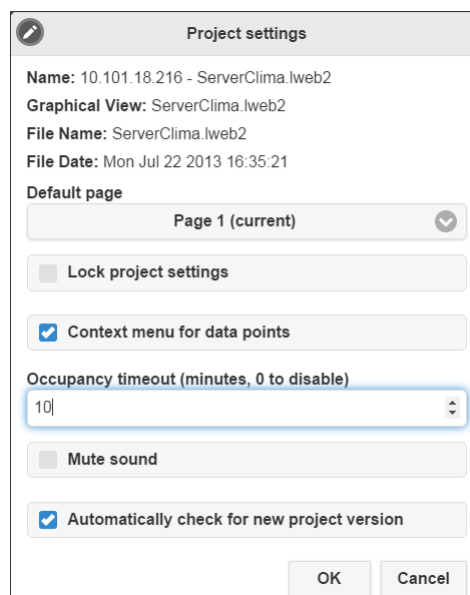 Project settings
Name: 10.101.18.216 - ServerClima.lweb2
Graphical View: ServerClima.lweb2
File Name: ServerClima.lweb2
File Date: Mon Jul 22 2013 16:35:21
Default page
Page 1 (current)
Lock project settings
Context menu for data points
Occupancy timeout (minutes, 0 to disable)
10
Mute sound
Automatically check for new project version
OK Cancel